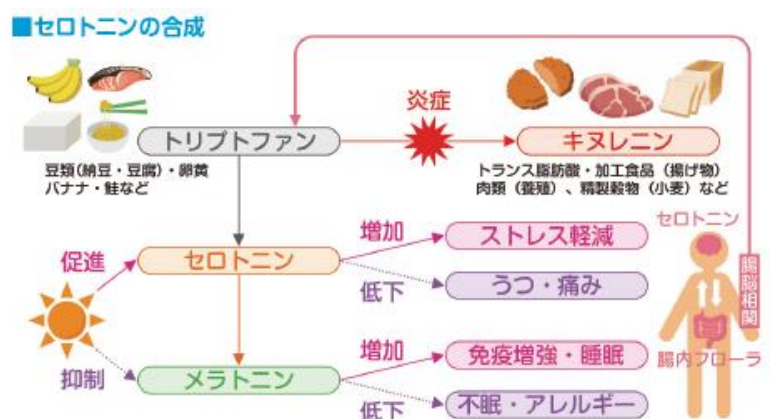 ■セロトニンの合成
炎症
トリプトファン
キヌレニン
豆類(納豆・豆腐)・卵黄
バナナ・鮭など
トランス脂肪酸・加工食品（揚げ物）
肉類（養殖）、精製穀物（小麦）など
セロトニン
促進
セロトニン
増加
ストレス軽減
低下
うつ・痛み
腸脳相関
腸内フローラ
抑制
メラトニン
増加
免疫増強・睡眠
低下
不眠・アレルギー